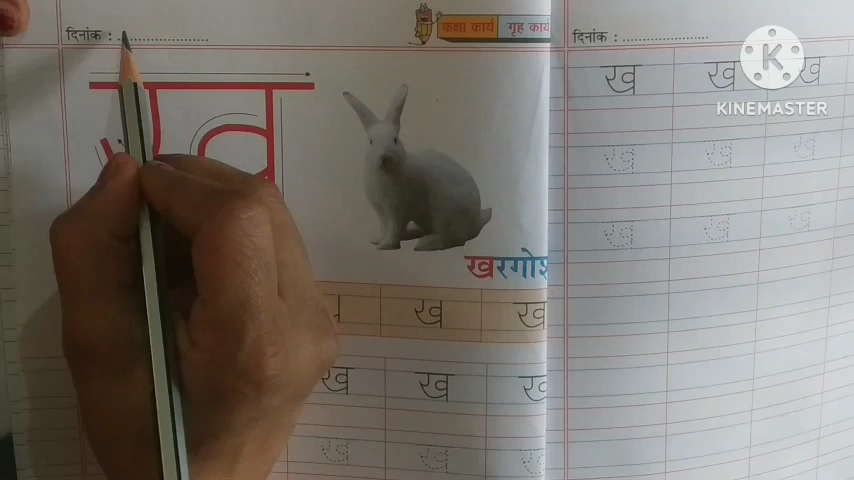 दिनांक : ........................
कक्षा कार्य गृह कार्य
ख
खरगोश
ख ख
ख ख ख
ख ख ख
दिनांक : ........................
ख ख ख
ख ख ख
ख ख ख
KINEMASTER